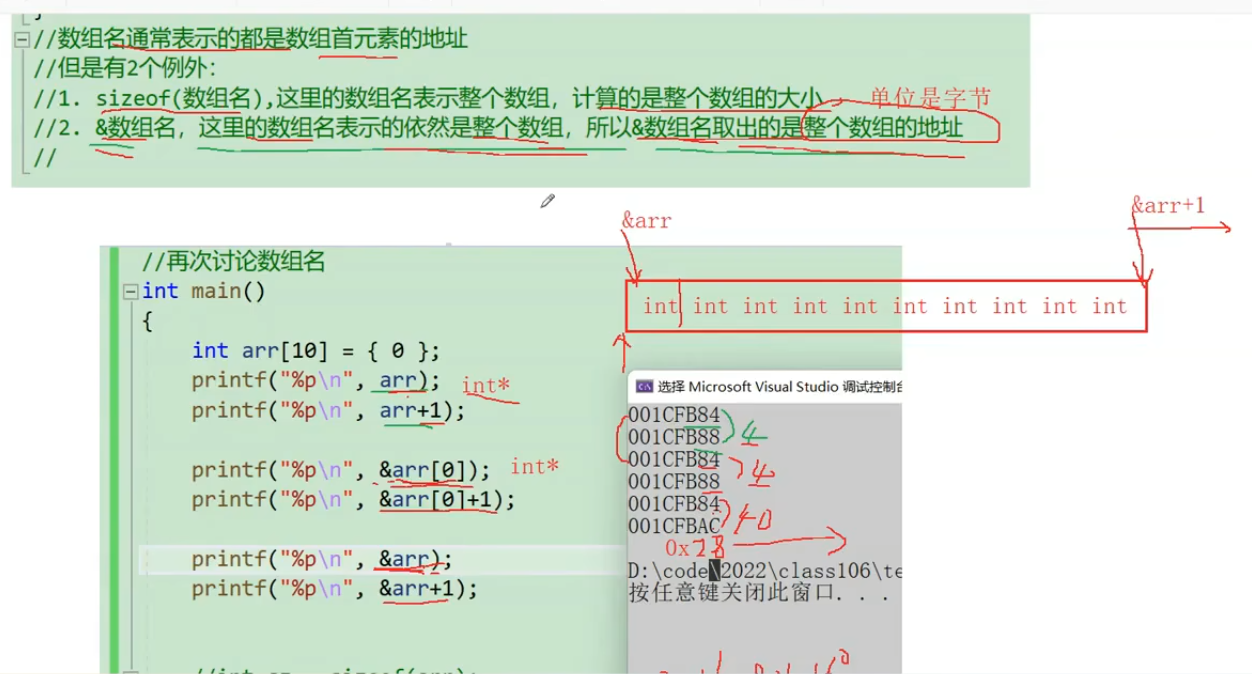 //数组名通常表示的都是数组首元素的地址
//但是有2个例外:
//1. sizeof(数组名),这里的数组名表示整个数组，计算的是整个数组的大小 单位是字节
//2. &数组名，这里的数组名表示的依然是整个数组，所以&数组名取出的是整个数组的地址
//
&arr
&arr+1
//再次讨论数组名
int main()
int int int int int int int int int int
{
int arr[10] = { 0 };
printf("%p\n", arr); int*
printf("%p\n", arr+1);
printf("%p\n", &arr[0]); int*
printf("%p\n", &arr[0]+1);
printf("%p\n", &arr);
printf("%p\n", &arr+1);
选择 Microsoft Visual Studio 调试控制台
001CFB84
001CFB88 4
001CFB84
001CFB88 4
001CFB84
001CFBAC 40
0x28
D:\code\2022\class106\te
按任意键关闭此窗口. . .